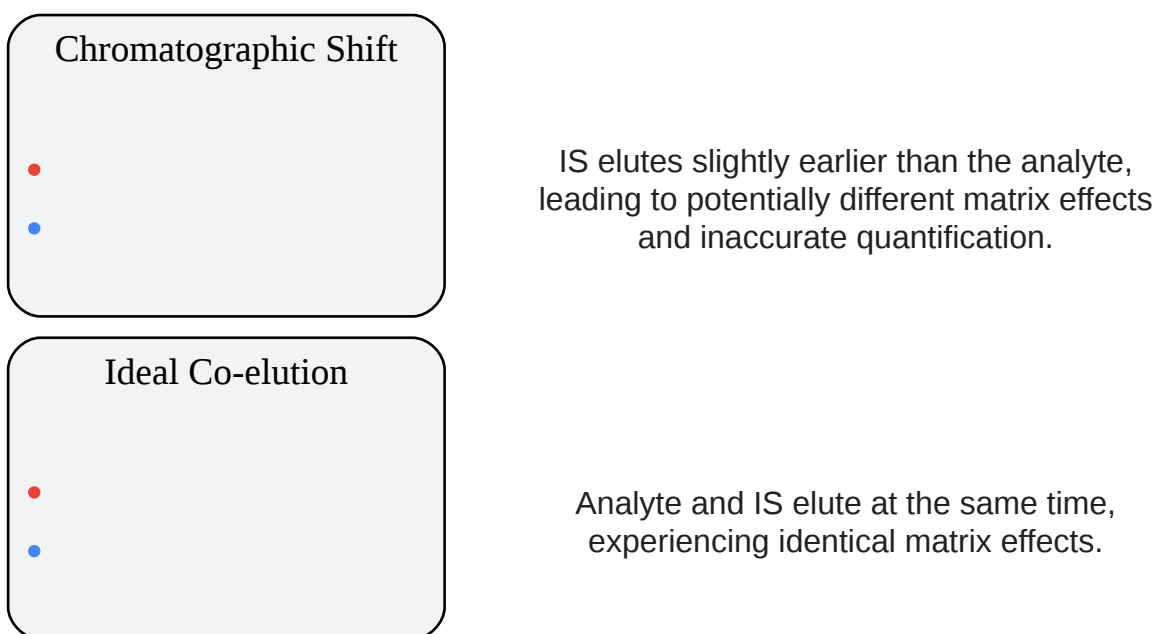 Chromatographic Shift
IS elutes slightly earlier than the analyte,
leading to potentially different matrix effects
and inaccurate quantification.
Ideal Co-elution
Analyte and IS elute at the same time,
experiencing identical matrix effects.